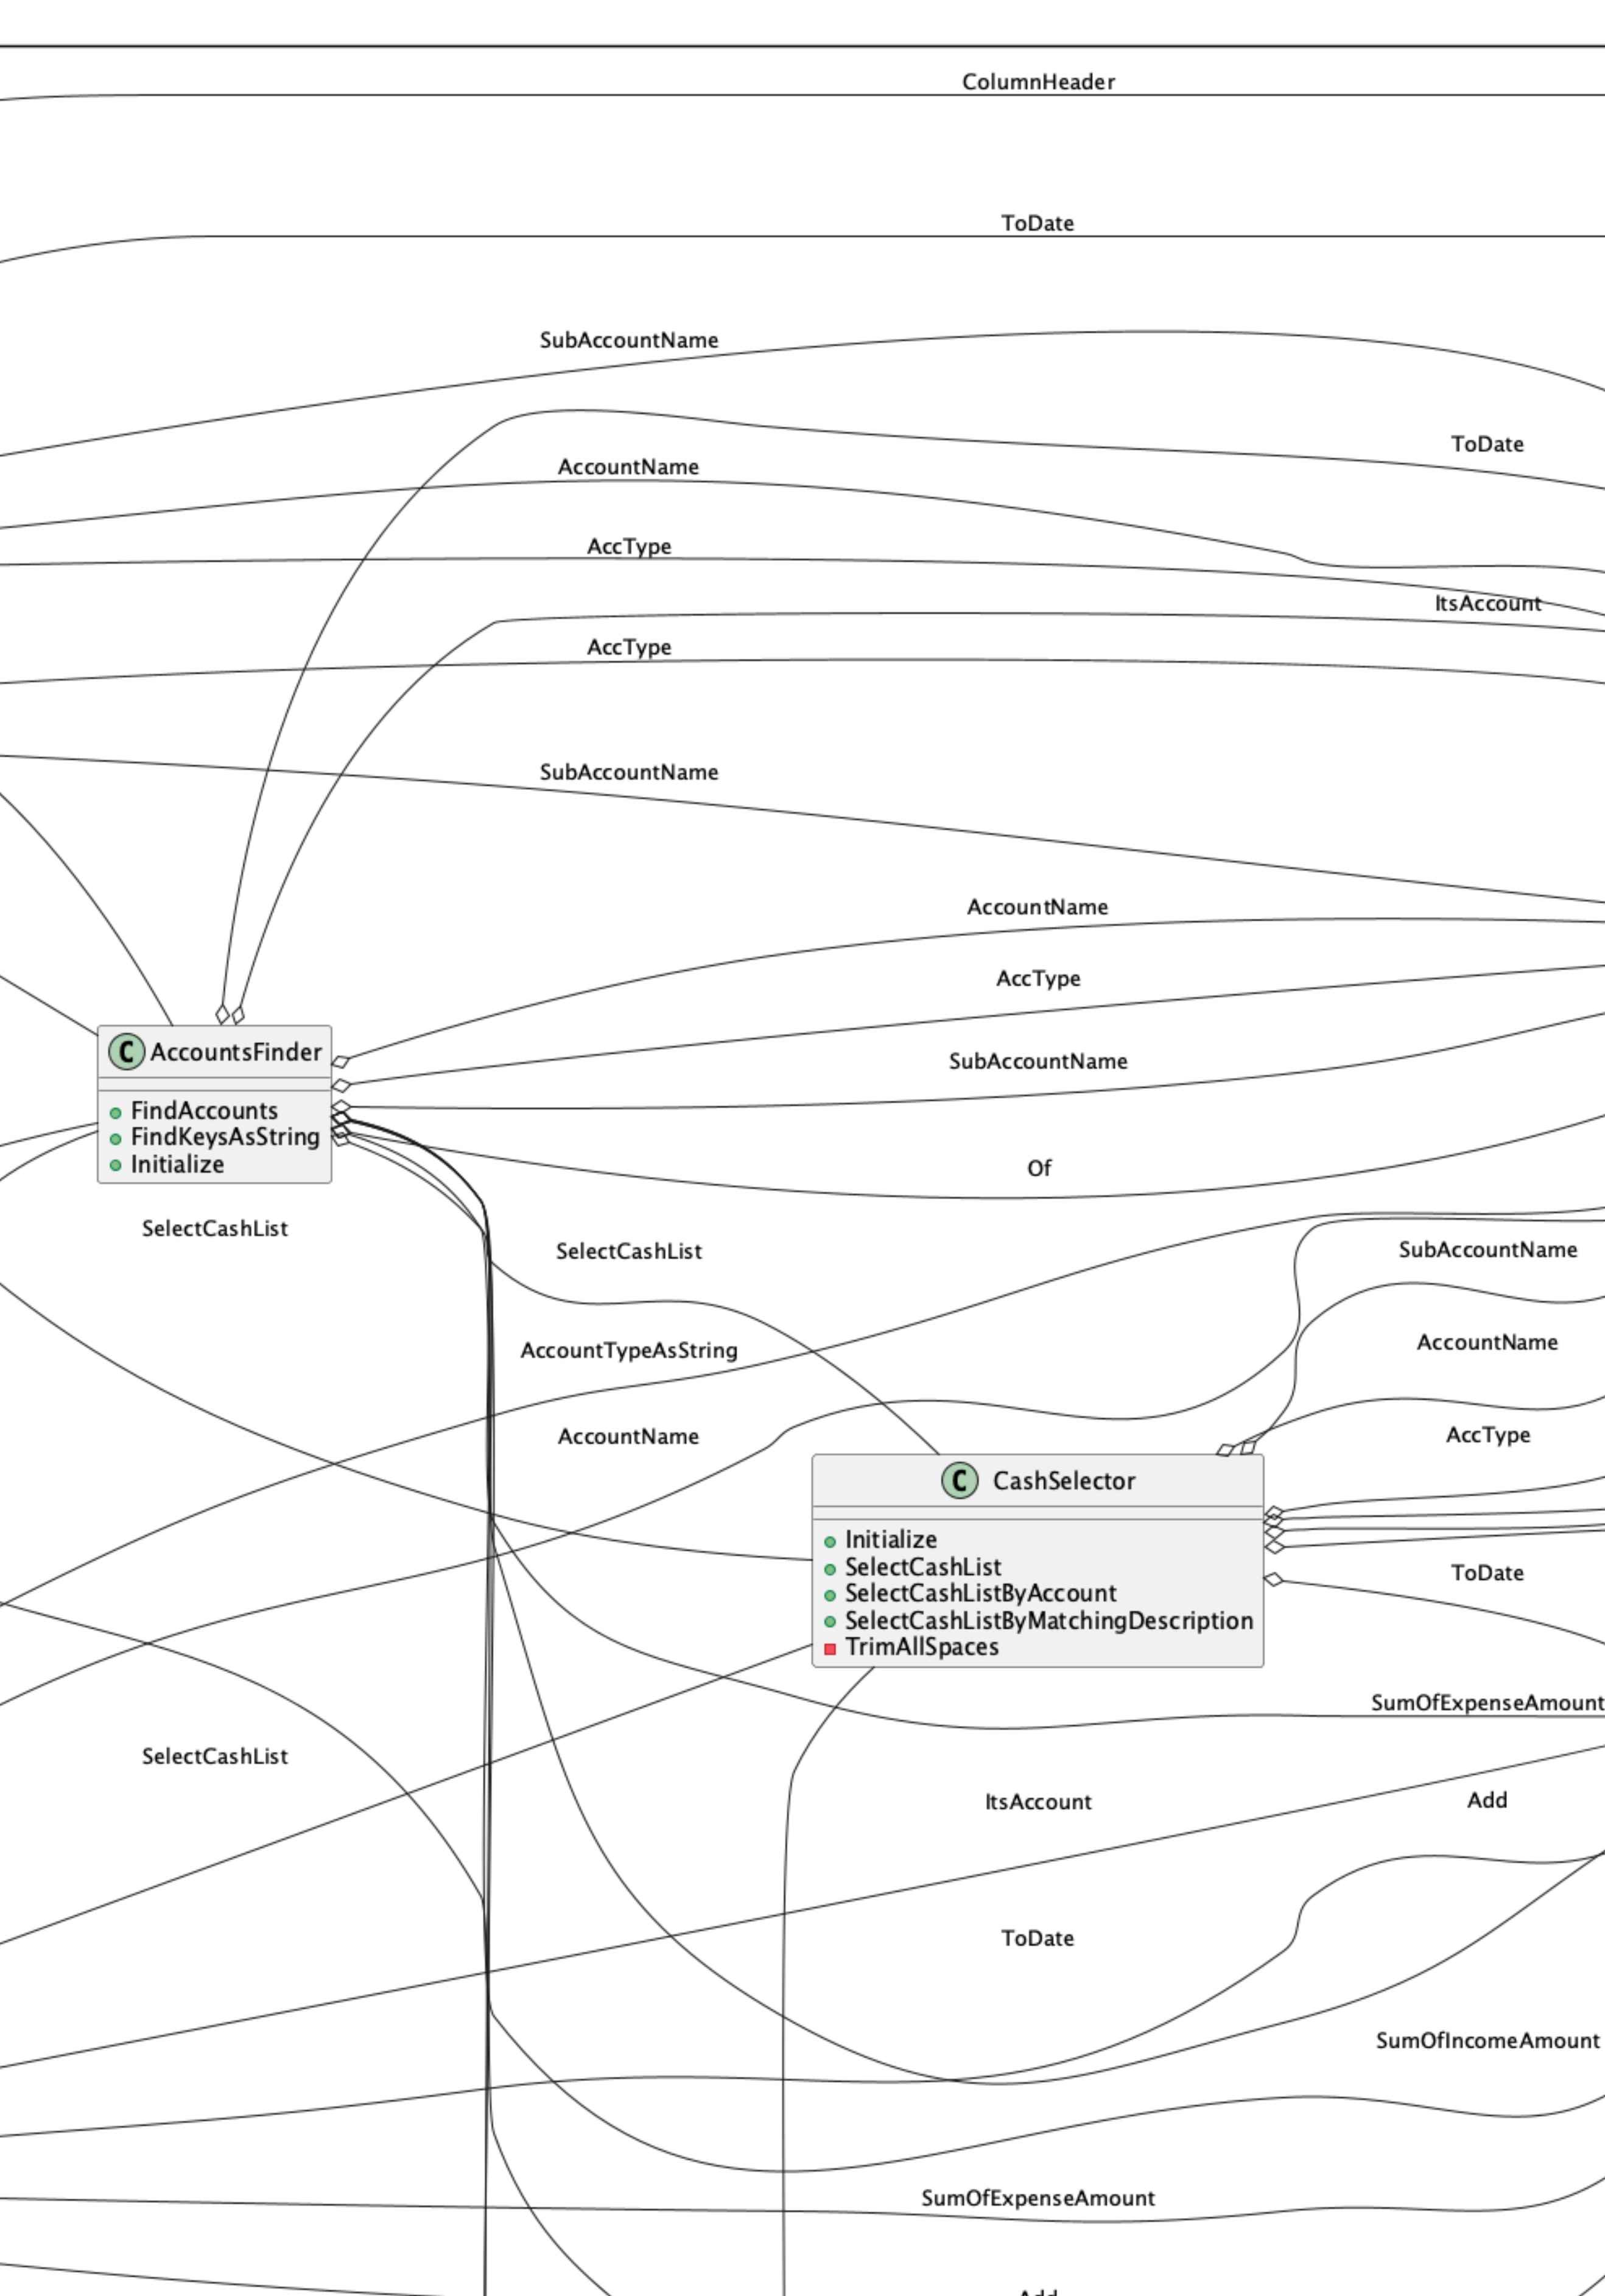 ColumnHeader
ToDate
SubAccountName
ToDate
AccountName
AccType
ItsAccount
AccType
SubAccountName
AccountName
AccType
C AccountsFinder
SubAccountName
FindAccounts
FindKeysAsString
Initialize
Of
SelectCashList
SelectCashList
SubAccountName
AccountTypeAsString
AccountName
AccountName
AccType
C CashSelector
Initialize
SelectCashList
SelectCashListByAccount
SelectCashListByMatchingDescription
TrimAllSpaces
ToDate
SumOfExpenseAmount
SelectCashList
ItsAccount
Add
ToDate
SumOfIncomeAmount
SumOfExpenseAmount